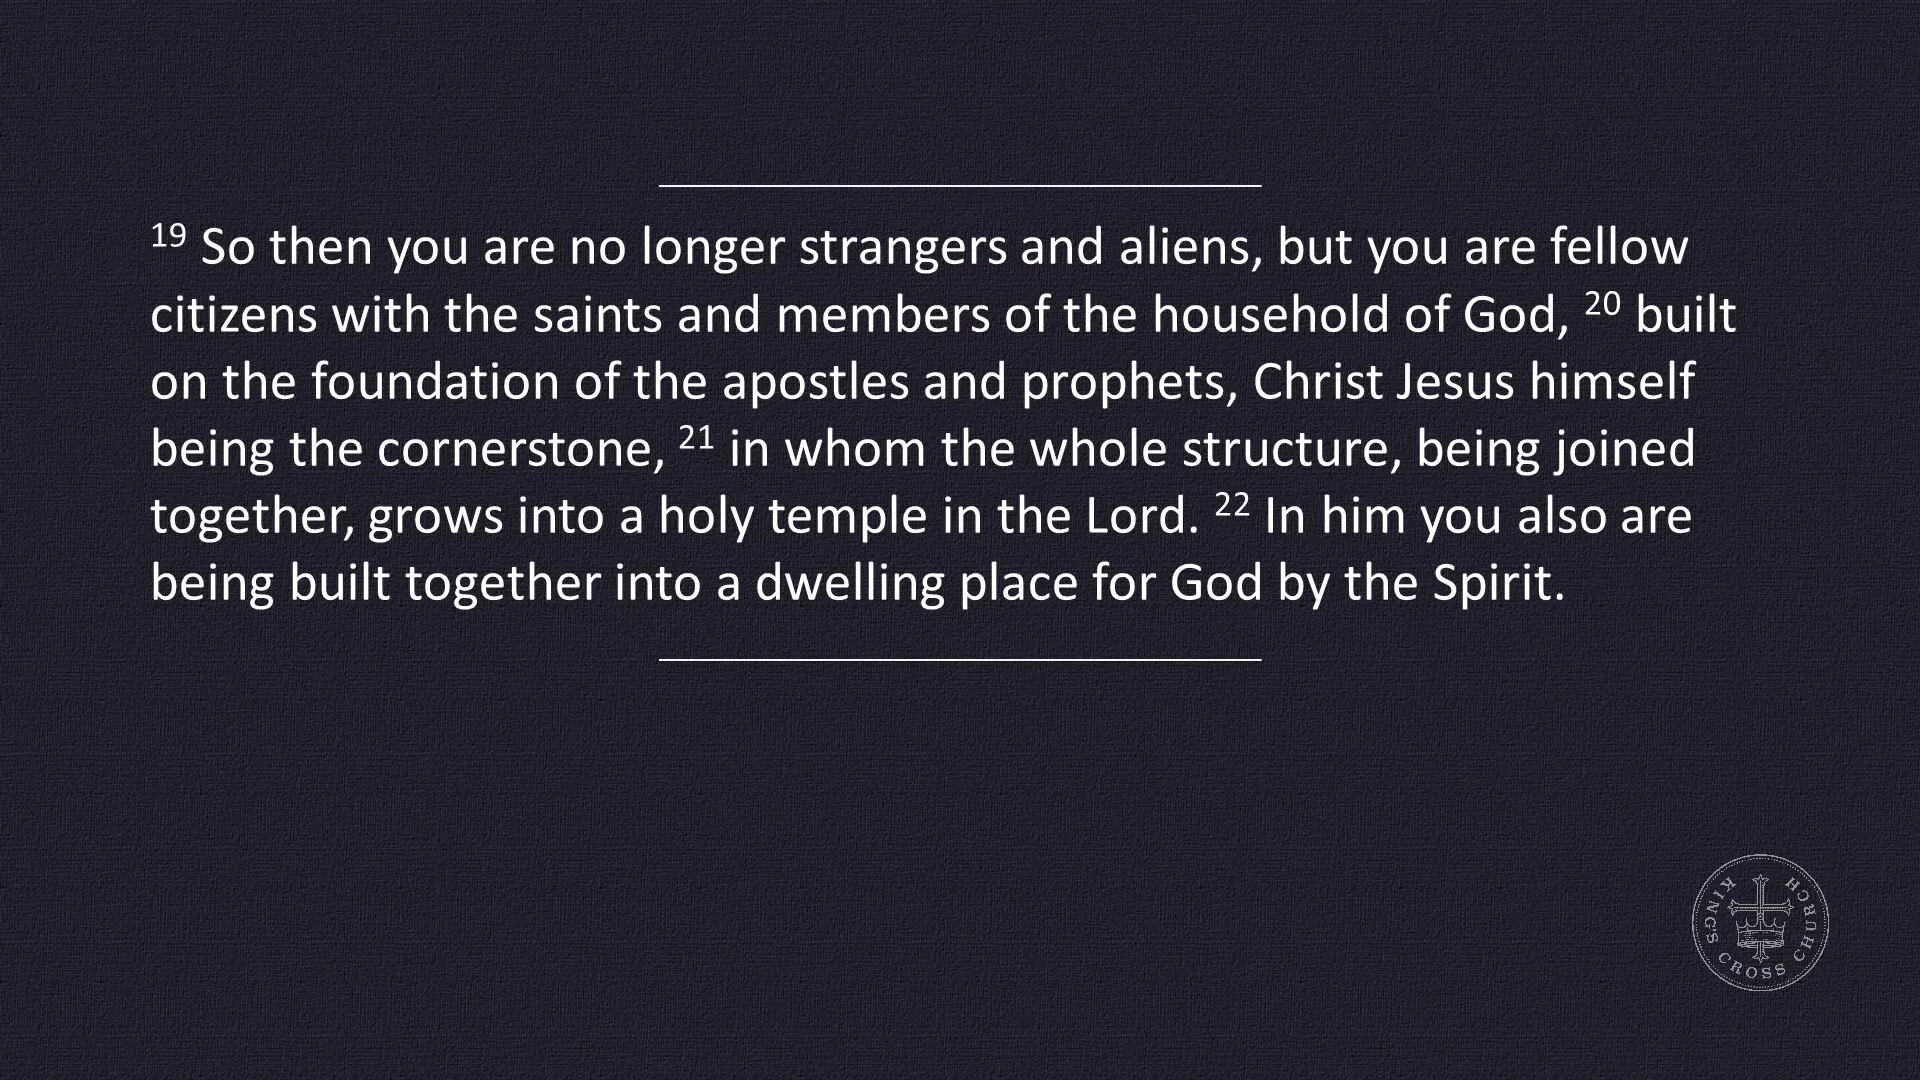 19 So then you are no longer strangers and aliens, but you are fellow
citizens with the saints and members of the household of God, 20 built
on the foundation of the apostles and prophets, Christ Jesus himself
being the cornerstone, 21 in whom the whole structure, being joined
together, grows into a holy temple in the Lord. 22 In him you also are
being built together into a dwelling place for God by the Spirit.
KING'S CROSS CHURCH